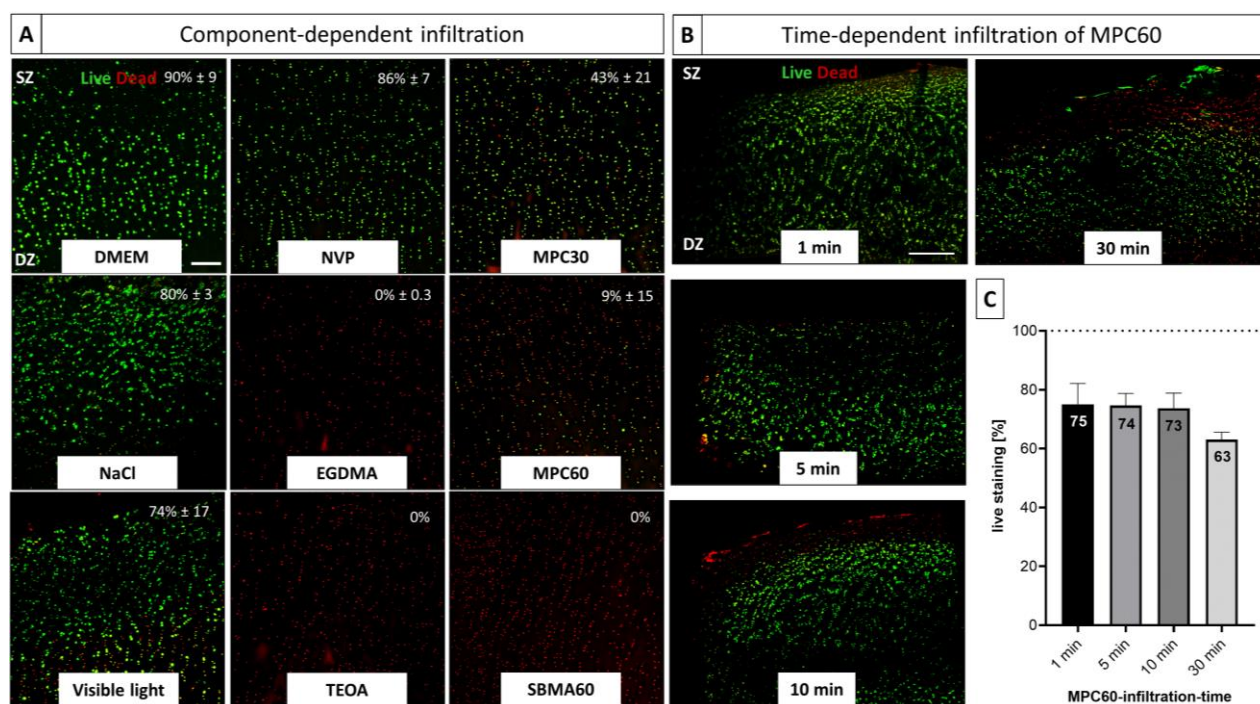 A
Component-dependent infiltration
SZ
Live Dead 90% ± 9
DZ
DMEM
86% ± 7
NVP
43% ± 21
MPC30
80% ± 3
NaCl
0% ± 0.3
EGDMA
9% ± 15
MPC60
74% ± 17
Visible light
0%
TEOA
0%
SBMA60
B
Time-dependent infiltration of MPC60
SZ
Live Dead
DZ
1 min
30 min
5 min
10 min
C
live staining [%]
100
80
60
40
20
0
75
74
73
63
1 min
5 min
10 min
30 min
MPC60-infiltration-time